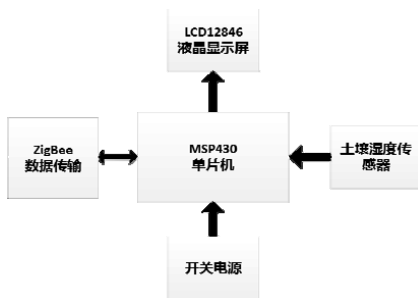 LCD12846
液晶显示屏
ZigBee
数据传输
MSP430
单片机
土壤湿度传
感器
开关电源